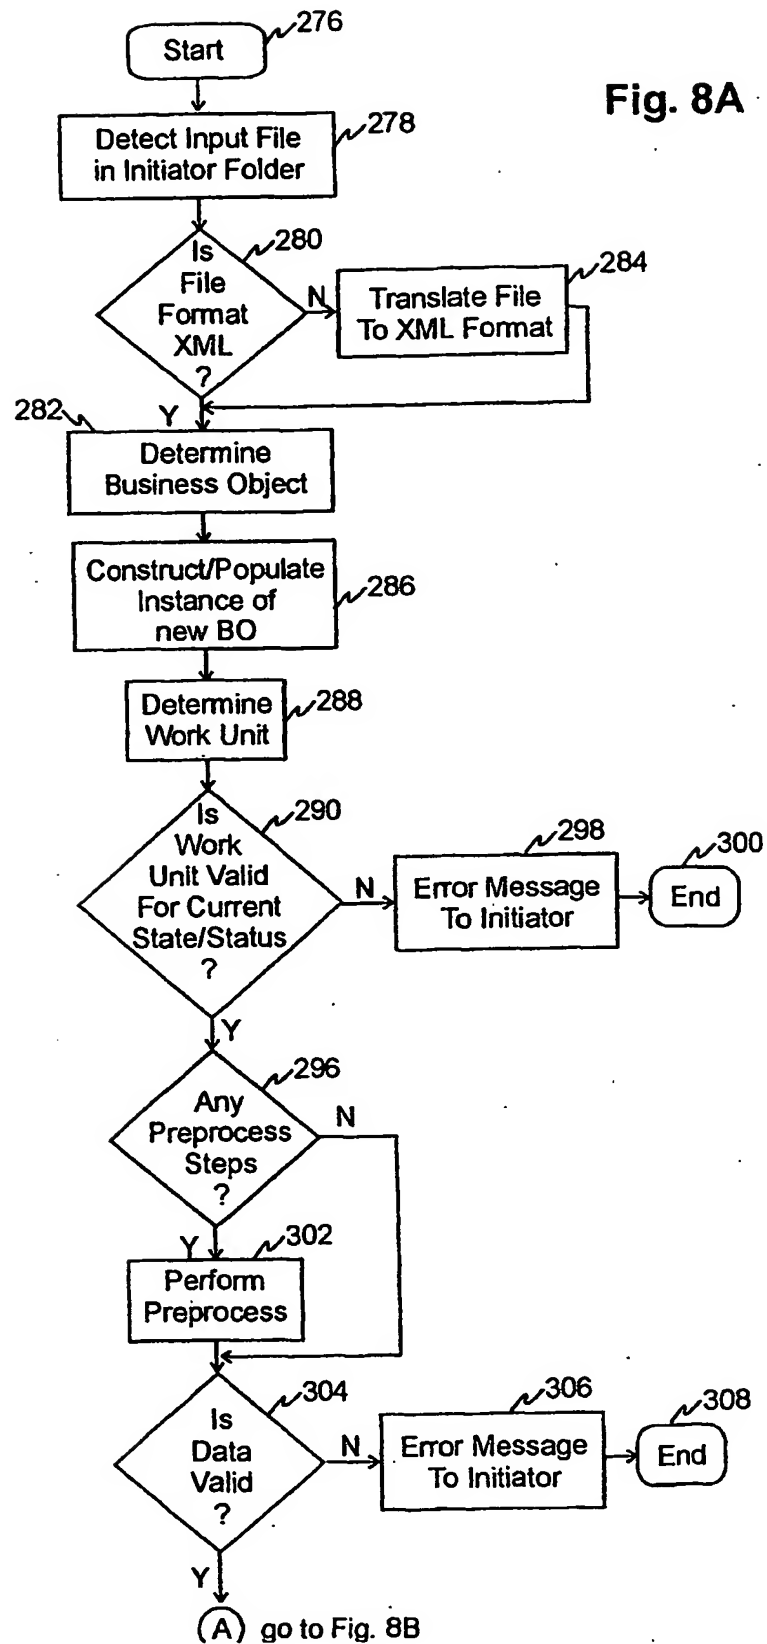 276
Start
Fig. 8A
Detect Input File
in Initiator Folder
278
280
Is
File
Format
XML
?
N
284
Translate File
To XML Format
Y
282
Determine
Business Object
Construct/Populate
Instance of
new BO
286
Determine
Work Unit
288
290
Is
Work
Unit Valid
For Current
State/Status
?
N
298
Error Message
To Initiator
300
End
Y
296
Any
Preprocess
Steps
?
N
Y
302
Perform
Preprocess
304
Is
Data
Valid
?
N
306
Error Message
To Initiator
308
End
Y
A go to Fig. 8B